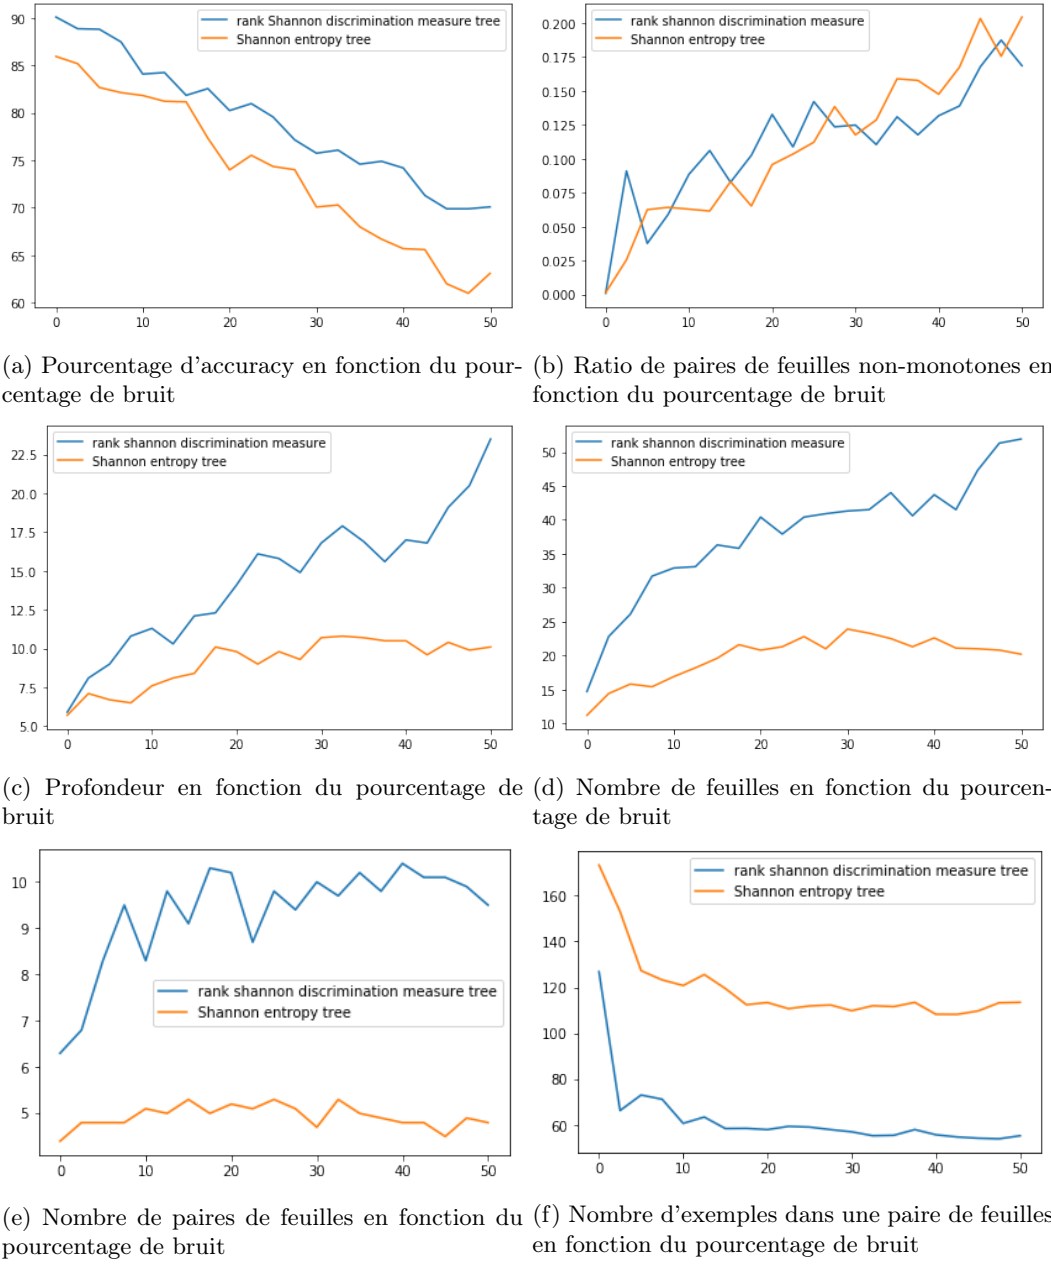 90
85
80
75
70
65
60
rank Shannon discrimination measure tree
Shannon entropy tree
0 10 20 30 40 50
0.200
0.175
0.150
0.125
0.100
0.075
0.050
0.025
0.000
rank shannon discrimination measure
Shannon entropy tree
0 10 20 30 40 50
(a) Pourcentage d'accuracy en fonction du pour-
centage de bruit
(b) Ratio de paires de feuilles non-monotones en
fonction du pourcentage de bruit
22.5
20.0
17.5
15.0
12.5
10.0
7.5
5.0
rank shannon discrimination measure
Shannon entropy tree
0 10 20 30 40 50
50
45
40
35
30
25
20
15
10
rank shannon discrimination measure
Shannon entropy tree
0 10 20 30 40 50
(c) Profondeur en fonction du pourcentage de
bruit
(d) Nombre de feuilles en fonction du pourcen-
tage de bruit
10
9
8
7
6
5
rank shannon discrimination measure tree
Shannon entropy tree
0 10 20 30 40 50
160
140
120
100
80
60
rank shannon discrimination measure tree
Shannon entropy tree
0 10 20 30 40 50
(e) Nombre de paires de feuilles en fonction du
pourcentage de bruit
(f) Nombre d'exemples dans une paire de feuilles
en fonction du pourcentage de bruit